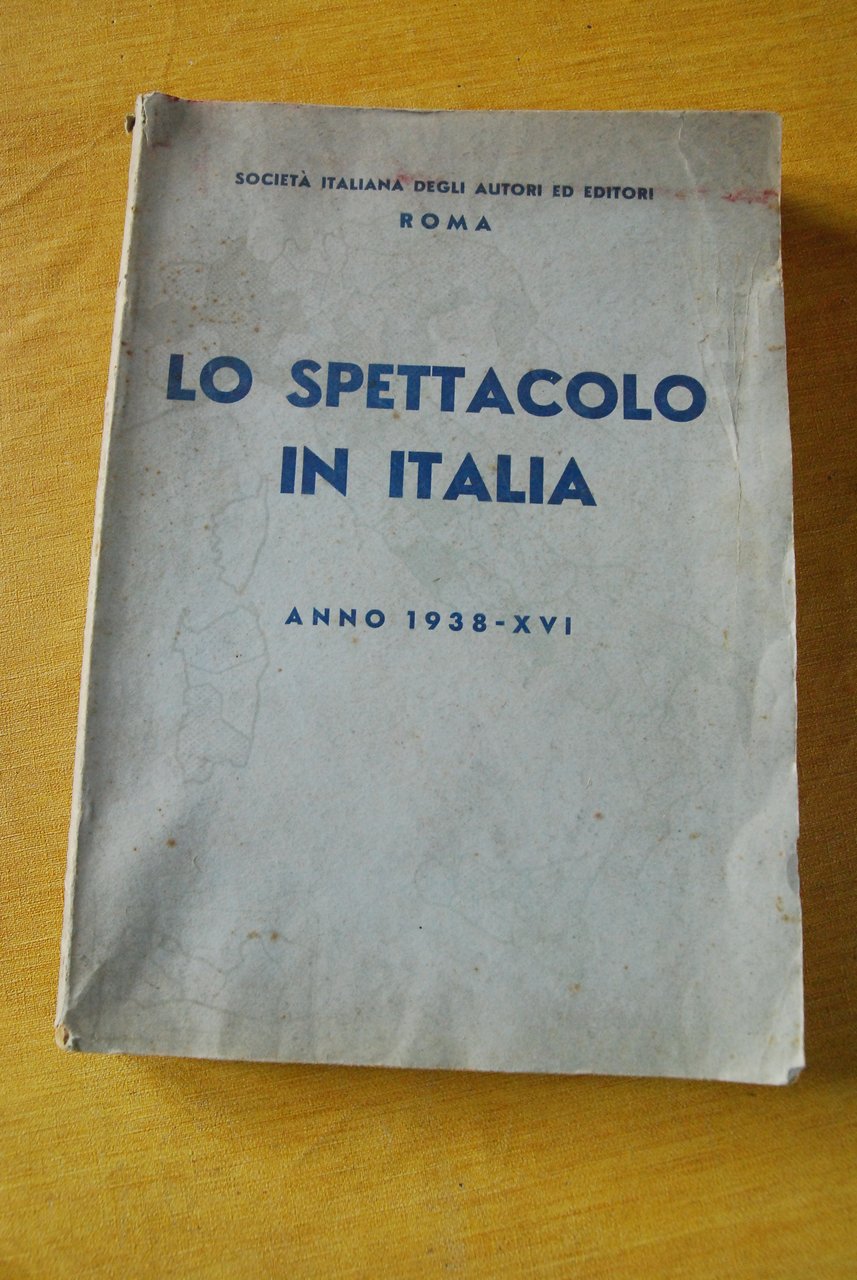 SOCIETÀ ITALIANA DEGLI AUTORI ED EDITORI
ROMA
LO SPETTACOLO
IN ITALIA
ANNO 1938-XVI